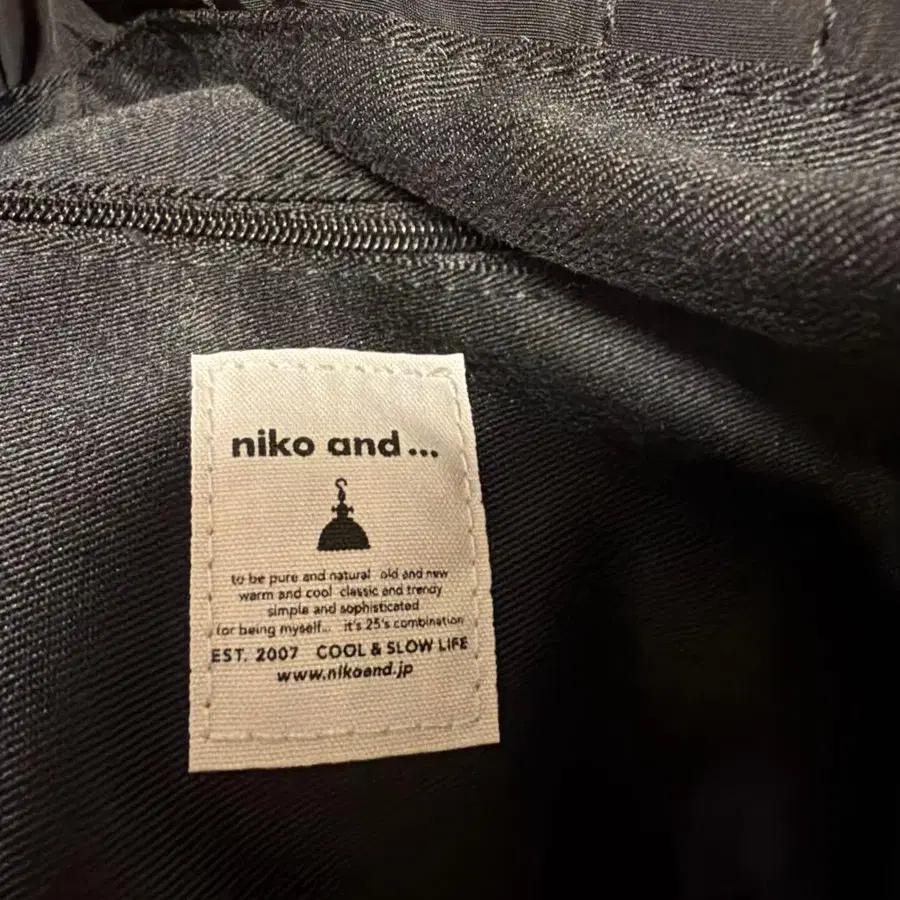 niko and...
to be pure and natural old and new
warm and cool classic and trendy
simple and sophisticated
for being myself... it's 25's combination
EST. 2007 COOL & SLOW LIFE
www.nikoand.jp